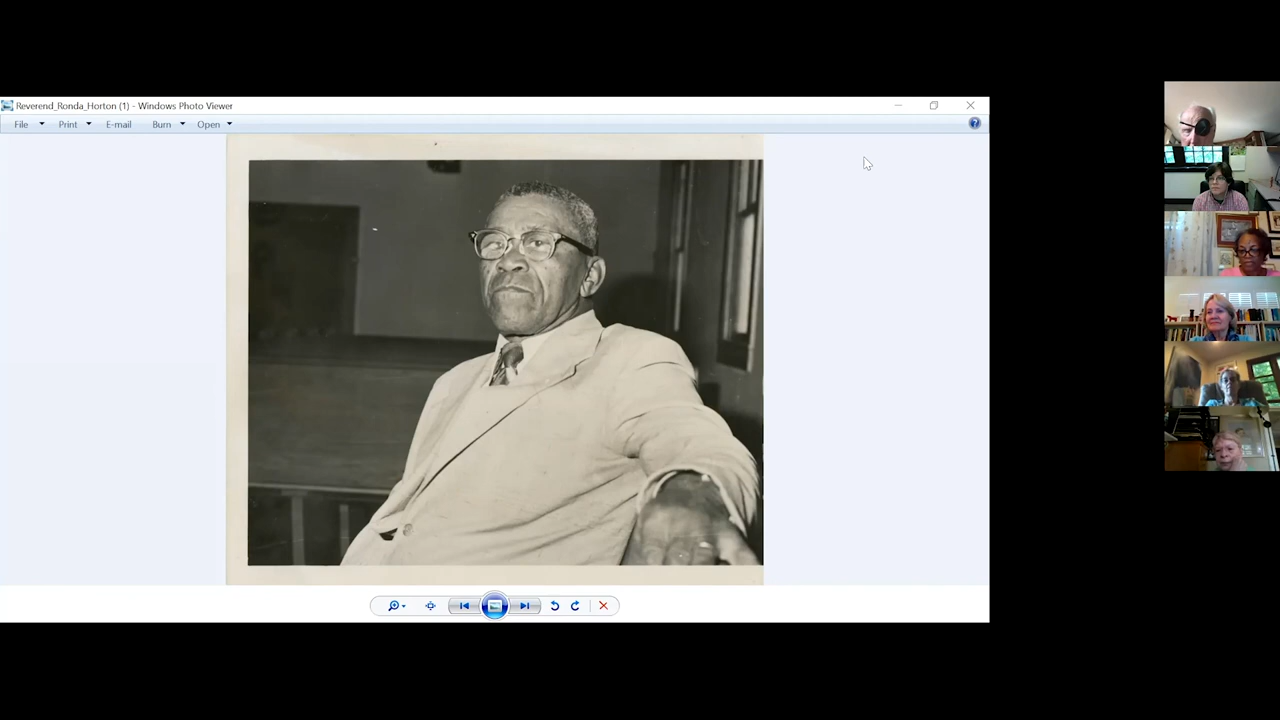 Reverend_Ronda_Horton (1) - Windows Photo Viewer
File Print E-mail Burn Open